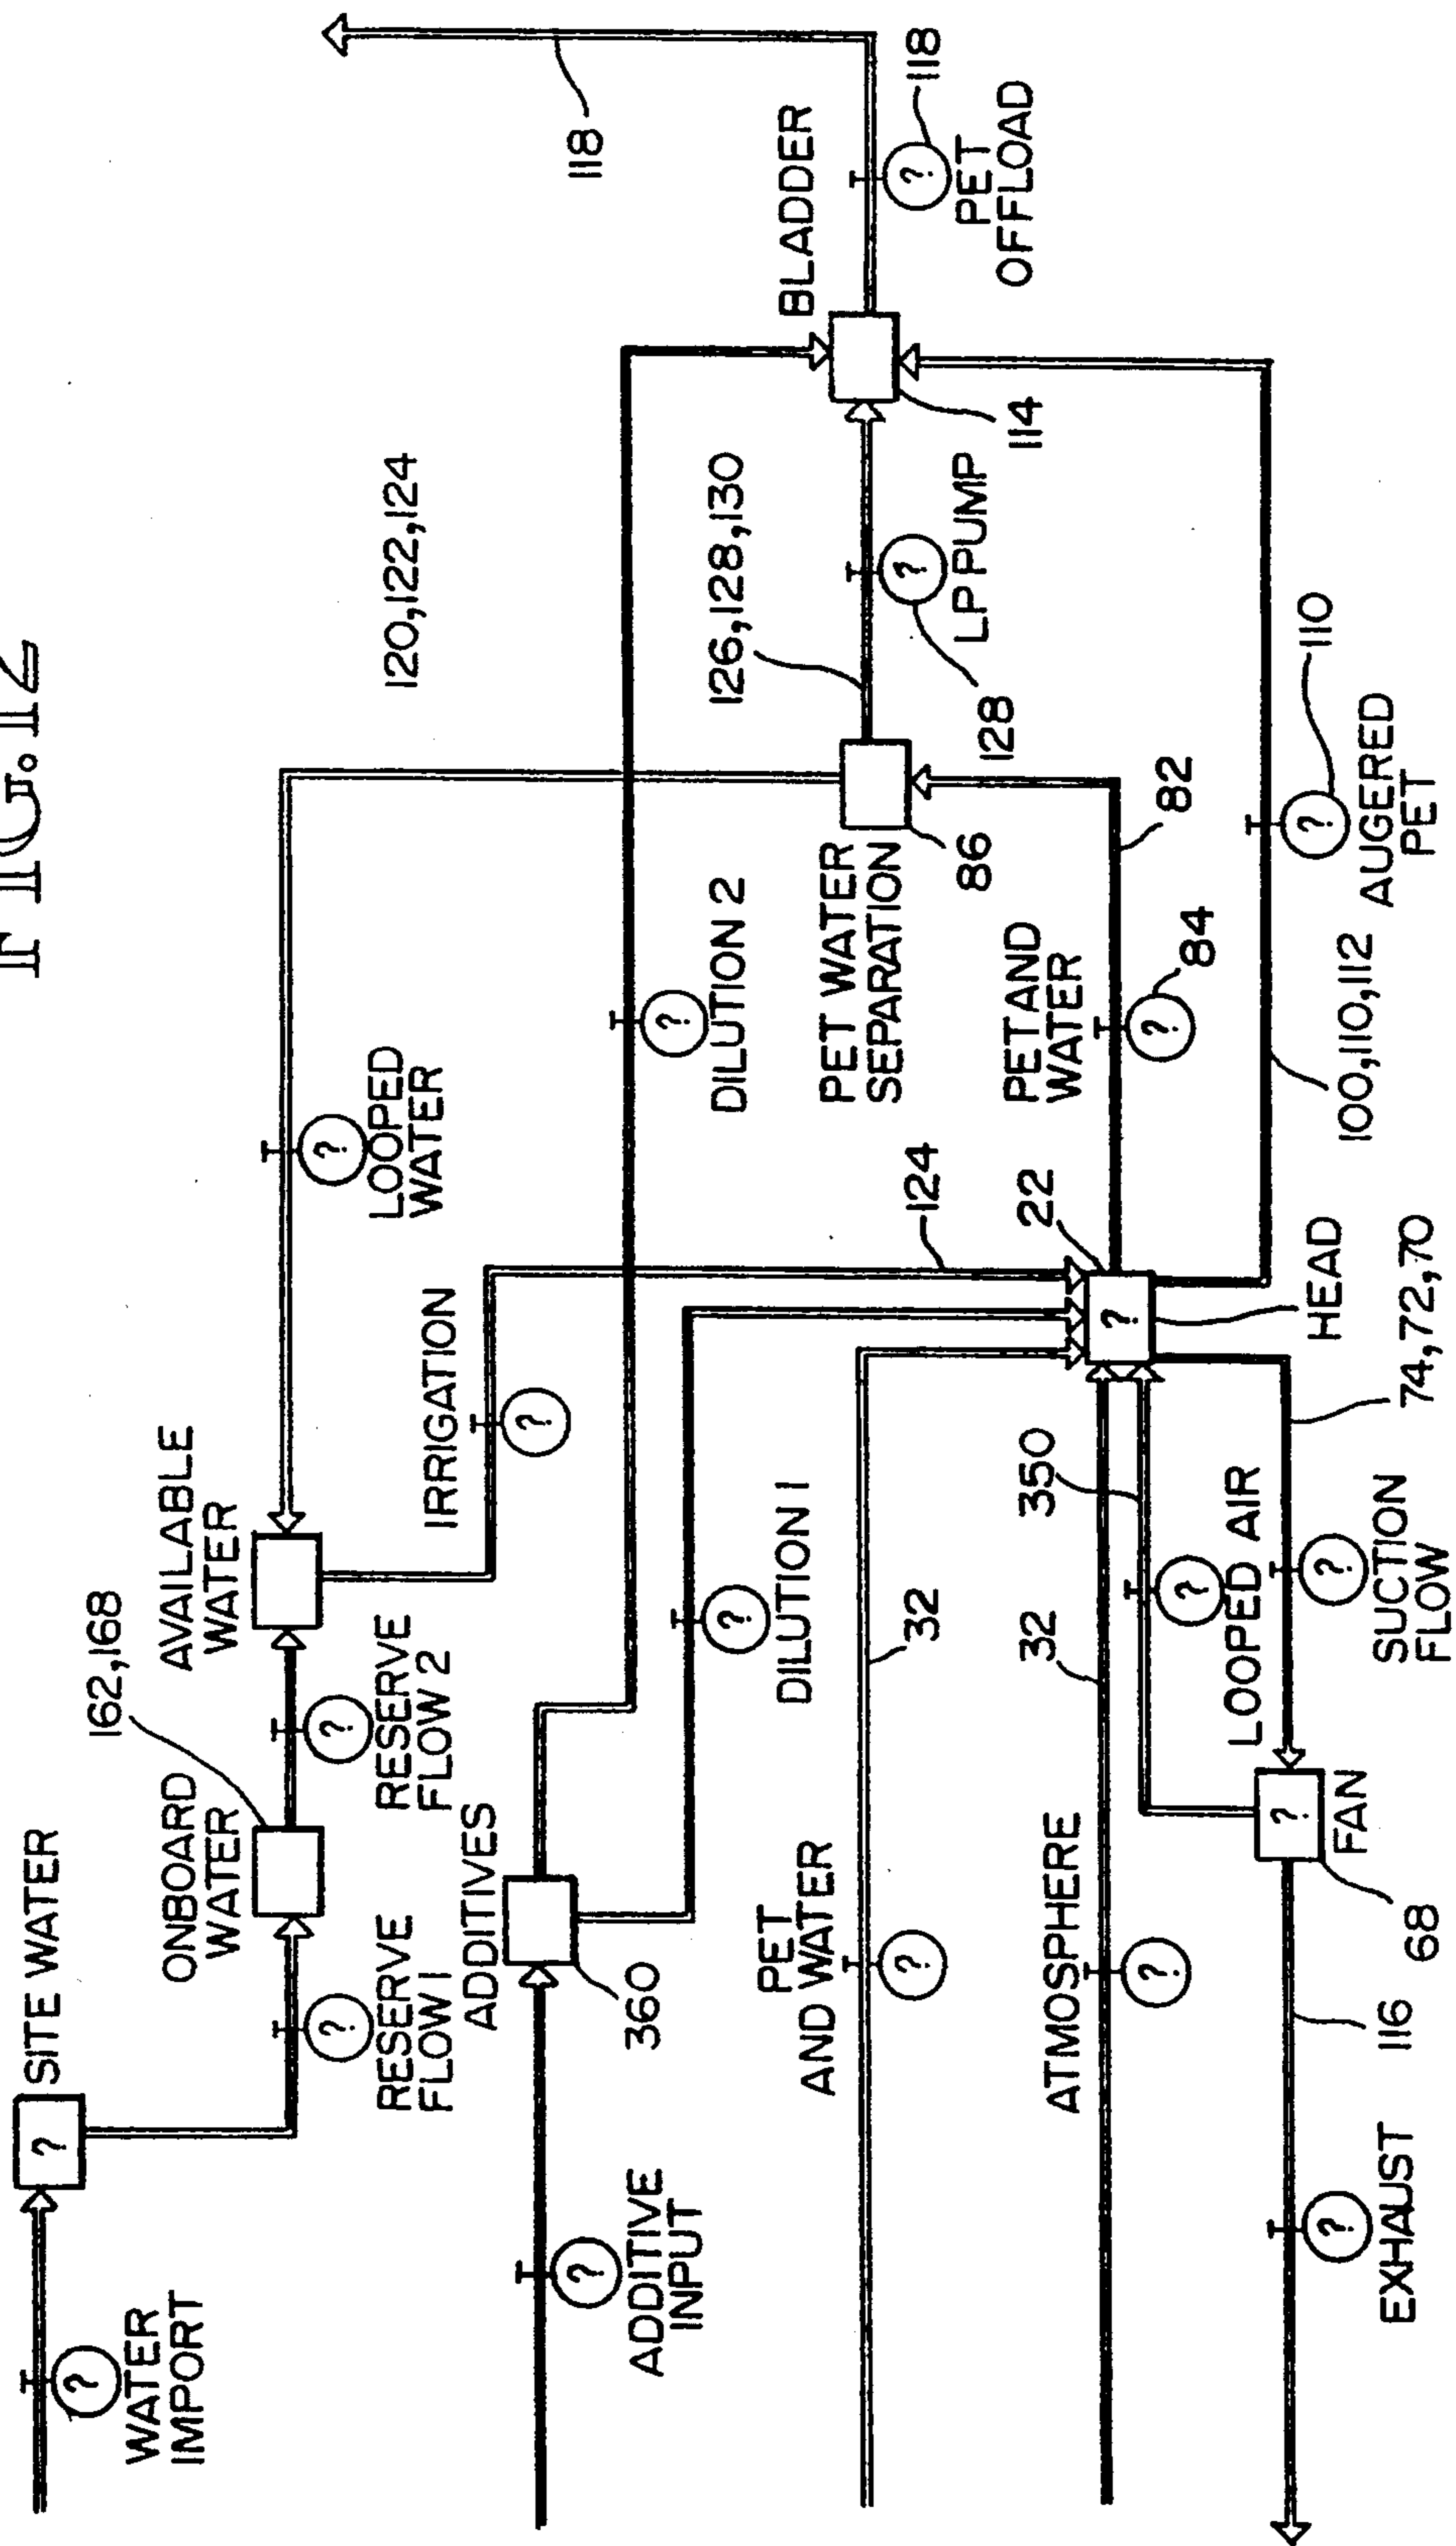 FIG.12
?
WATER
IMPORT
?
SITE WATER
?
RESERVE
FLOW 1
ONBOARD
WATER
162,168
?
RESERVE
FLOW 2
AVAILABLE
WATER
?
LOOPED
WATER
120,122,124
118
?
IRRIGATION
124
?
ADDITIVE
INPUT
ADDITIVES
360
?
DILUTION 1
?
DILUTION 2
?
PET
AND WATER
32
?
ATMOSPHERE
32
350
?
LOOPED AIR
?
HEAD
22
?
84
PET AND
WATER
82
PET WATER
SEPARATION
86
126,128,130
?
128
LP PUMP
BLADDER
114
?
118
PET
OFFLOAD
?
110
AUGERED
PET
100,110,112
74,72,70
?
SUCTION
FLOW
?
FAN
68
116
?
EXHAUST